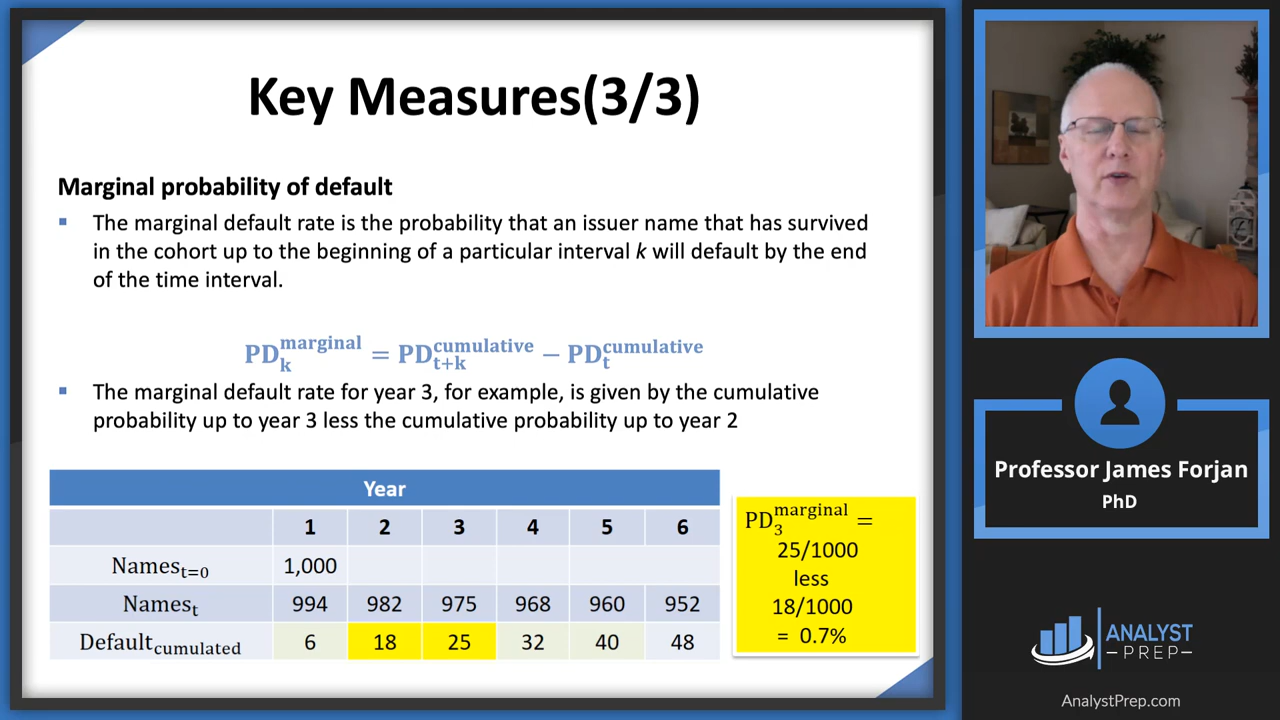 Key Measures(3/3)
Marginal probability of default
▪ The marginal default rate is the probability that an issuer name that has survived
in the cohort up to the beginning of a particular interval k will default by the end
of the time interval.
PD_k^marginal = PD_t+k^cumulative − PD_t^cumulative
▪ The marginal default rate for year 3, for example, is given by the cumulative
probability up to year 3 less the cumulative probability up to year 2
Year
1 2 3 4 5 6
Names_t=0 1,000
Names_t 994 982 975 968 960 952
Default_cumulated 6 18 25 32 40 48
PD_3^marginal =
25/1000
less
18/1000
= 0.7%
Professor James Forjan
PhD
ANALYST
–PREP–
AnalystPrep.com